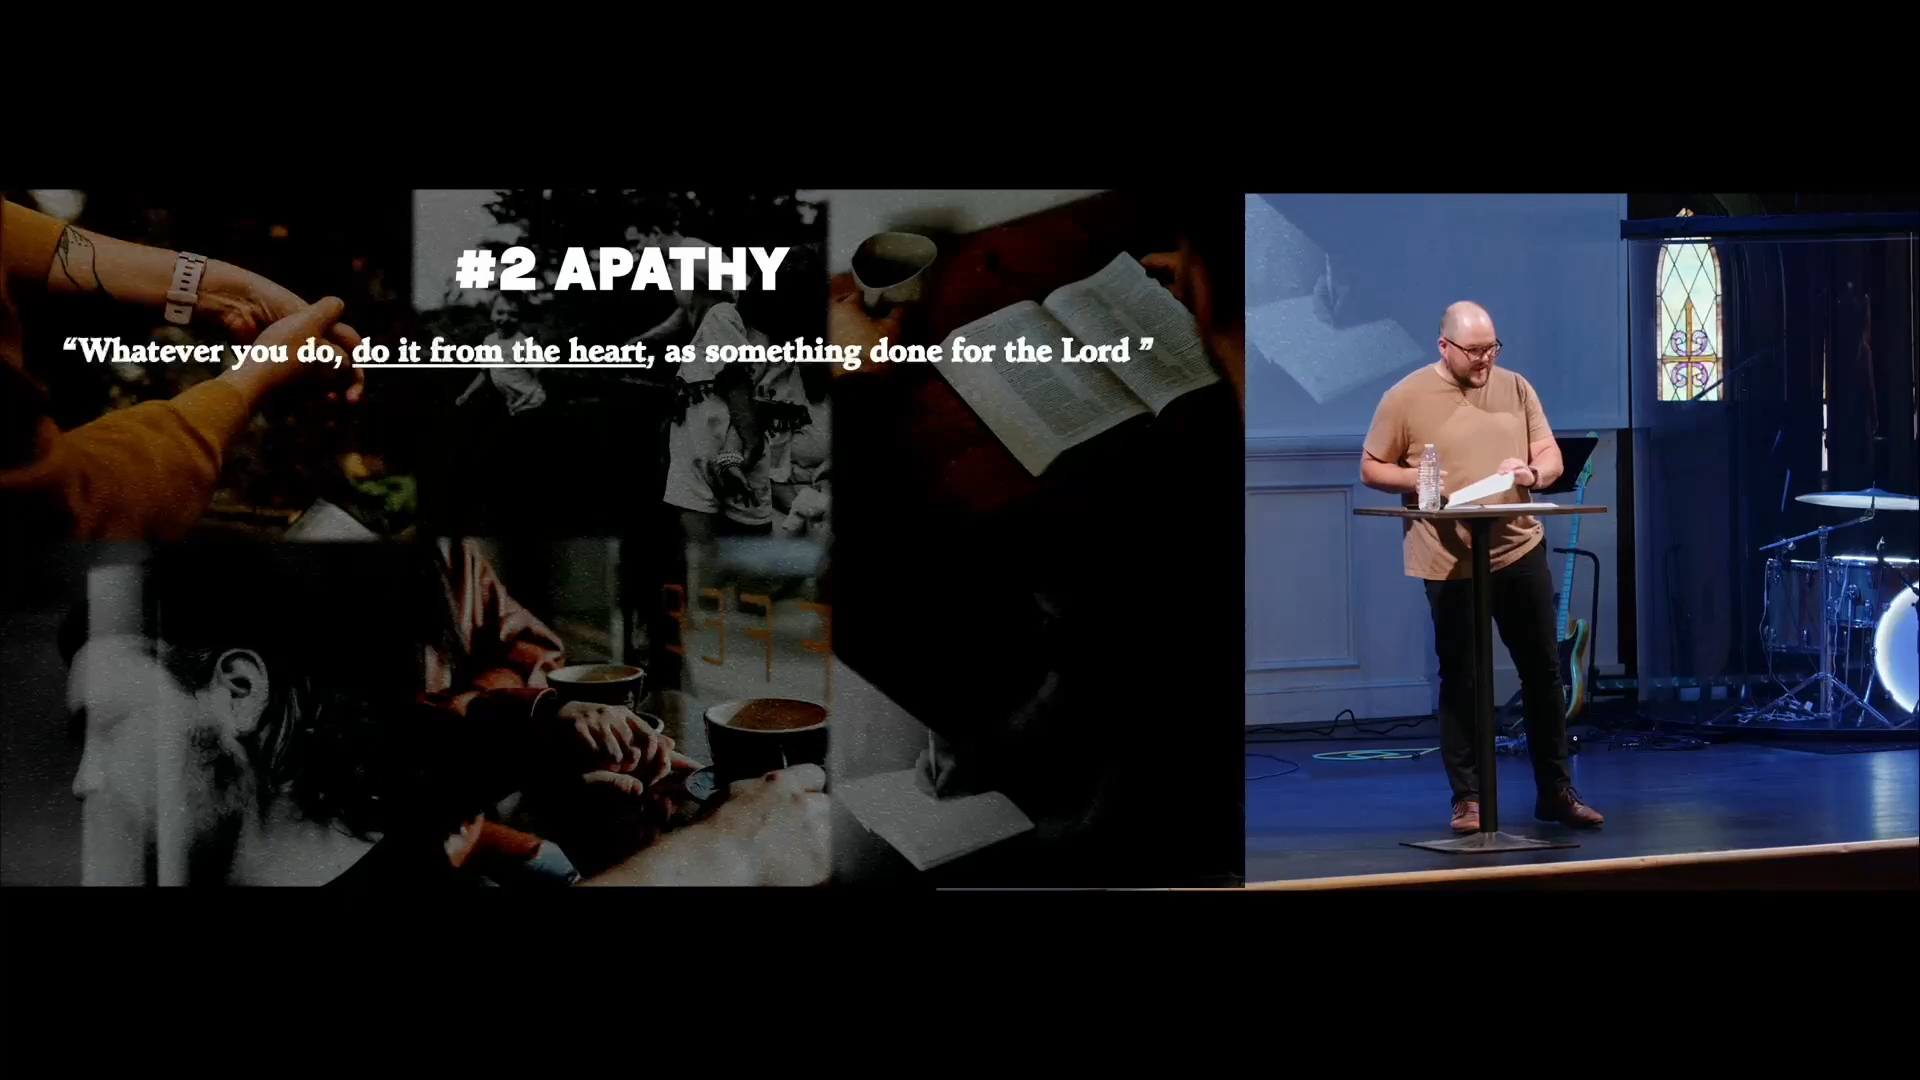 #2 APATHY
“Whatever you do, do it from the heart, as something done for the Lord ”